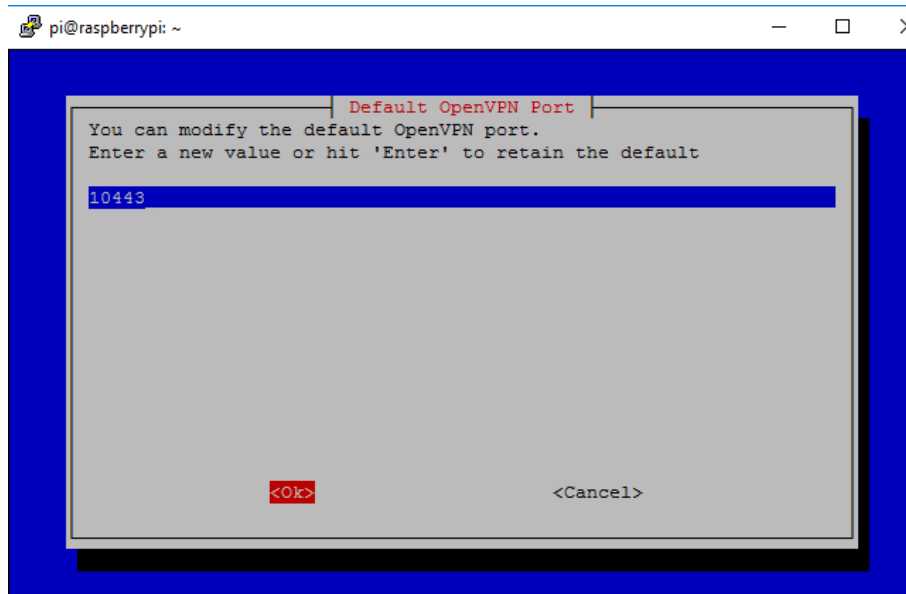 pi@raspberrypi: ~
Default OpenVPN Port
You can modify the default OpenVPN port.
Enter a new value or hit 'Enter' to retain the default
10443
<Ok> <Cancel>